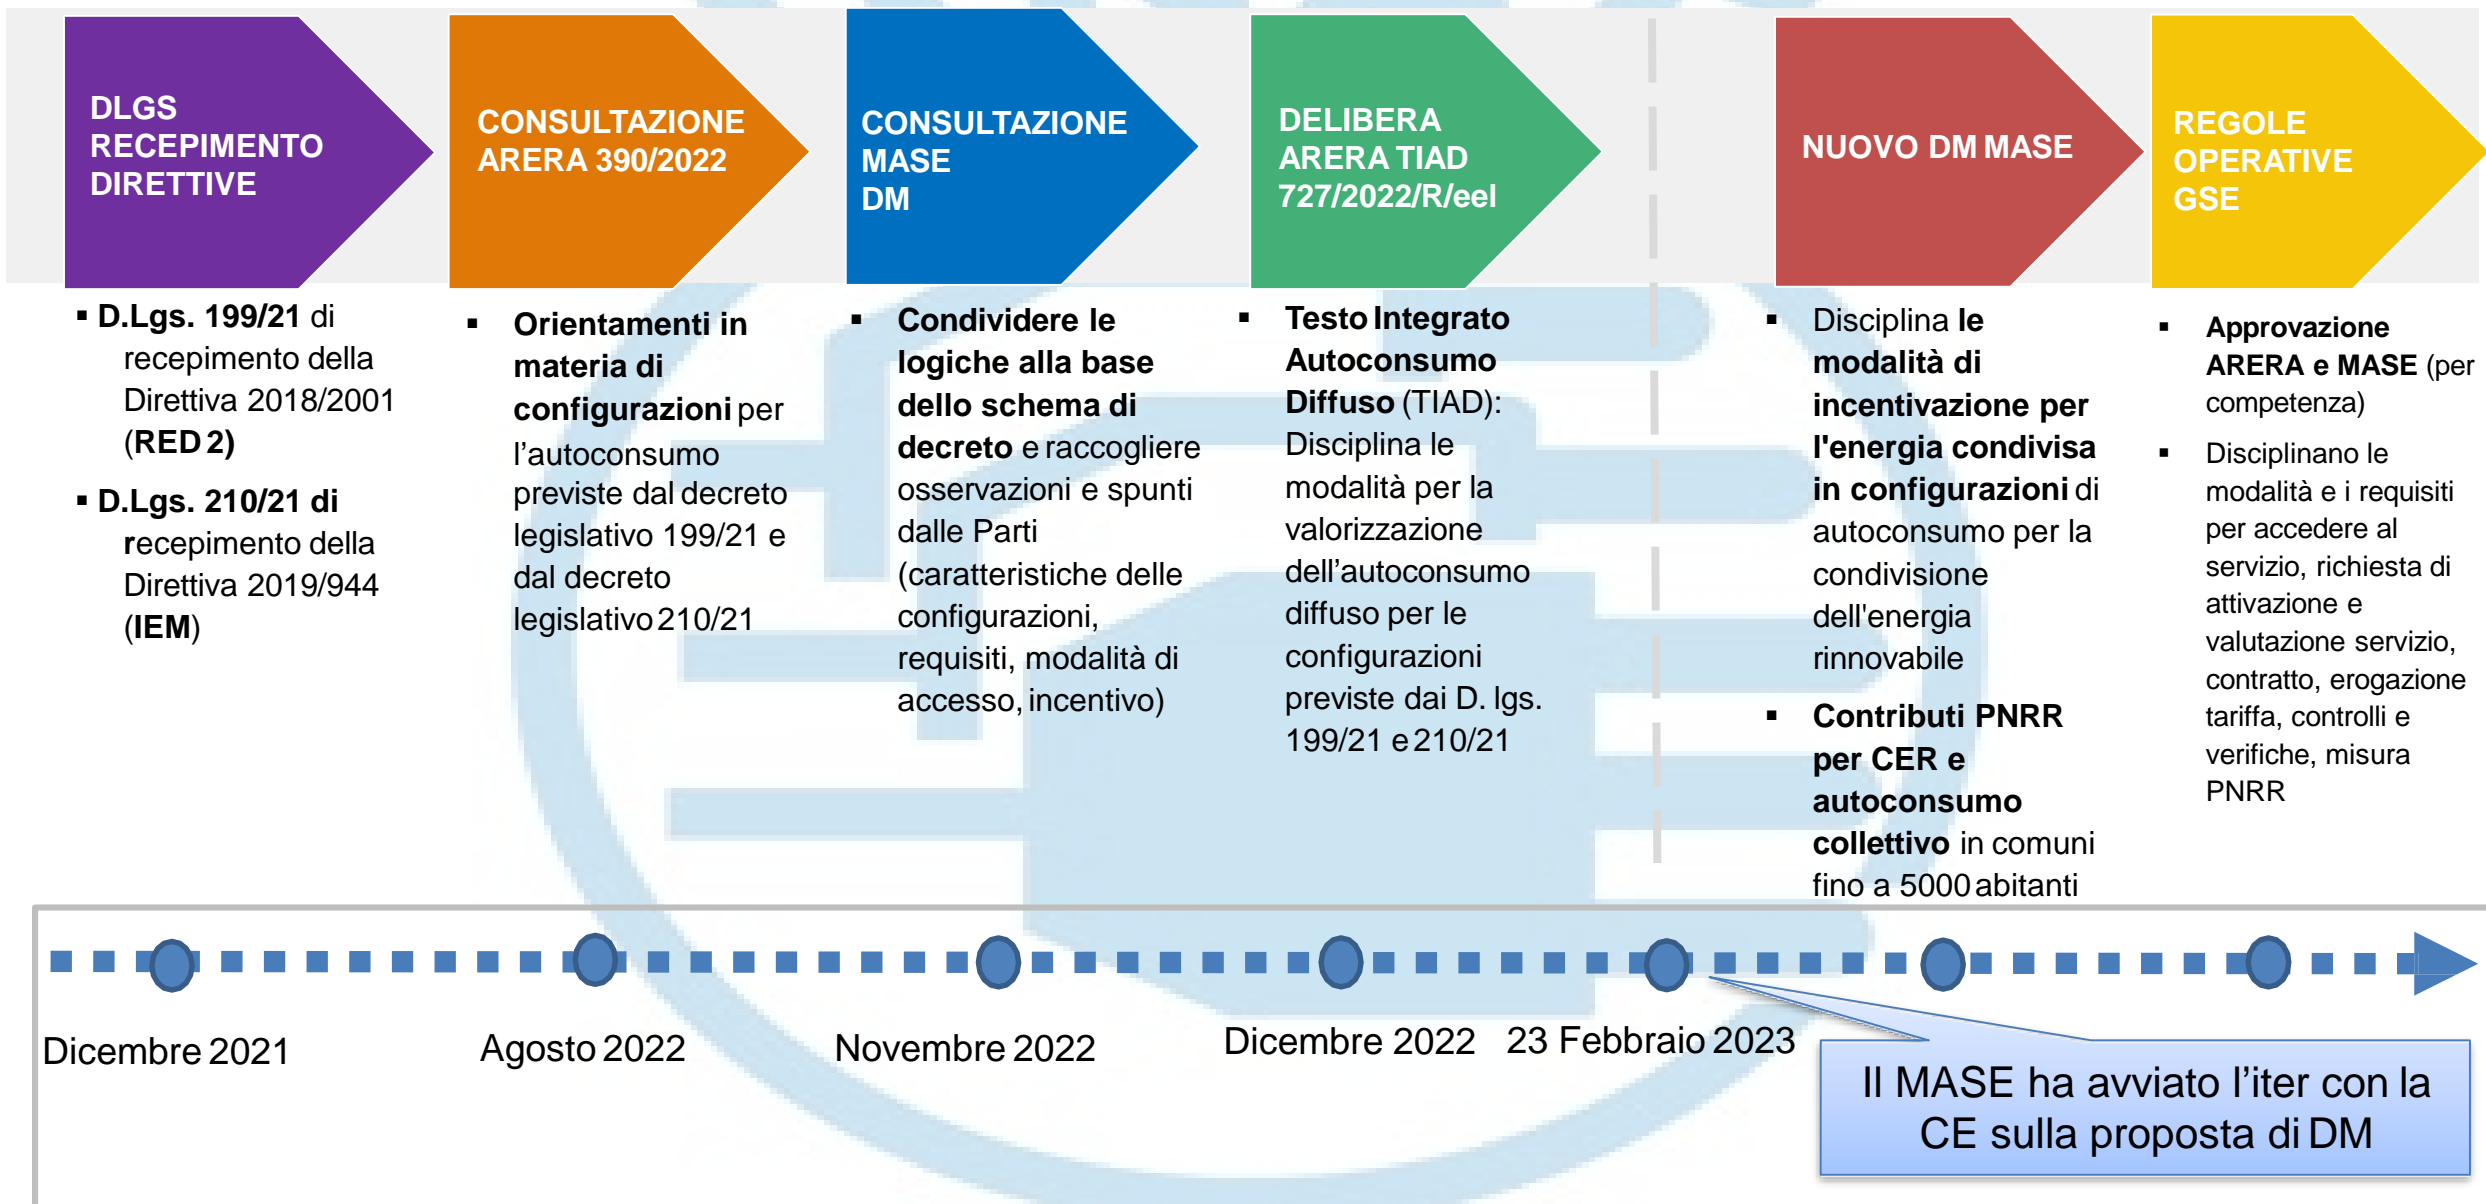 DLGS
RECEPIMENTO
DIRETTIVE
CONSULTAZIONE
ARERA 390/2022
CONSULTAZIONE
MASE
DM
DELIBERA
ARERA TIAD
727/2022/R/eel
NUOVO DM MASE
REGOLE
OPERATIVE
GSE
▪ D.Lgs. 199/21 di
recepimento della
Direttiva 2018/2001
(RED 2)
▪ D.Lgs. 210/21 di
recepimento della
Direttiva 2019/944
(IEM)
▪ Orientamenti in
materia di
configurazioni per
l’autoconsumo
previste dal decreto
legislativo 199/21 e
dal decreto
legislativo 210/21
▪ Condividere le
logiche alla base
dello schema di
decreto e raccogliere
osservazioni e spunti
dalle Parti
(caratteristiche delle
configurazioni,
requisiti, modalità di
accesso, incentivo)
▪ Testo Integrato
Autoconsumo
Diffuso (TIAD):
Disciplina le
modalità per la
valorizzazione
dell’autoconsumo
diffuso per le
configurazioni
previste dai D. lgs.
199/21 e 210/21
▪ Disciplina le
modalità di
incentivazione per
l'energia condivisa
in configurazioni di
autoconsumo per la
condivisione
dell'energia
rinnovabile
▪ Contributi PNRR
per CER e
autoconsumo
collettivo in comuni
fino a 5000 abitanti
▪ Approvazione
ARERA e MASE (per
competenza)
▪ Disciplinano le
modalità e i requisiti
per accedere al
servizio, richiesta di
attivazione e
valutazione servizio,
contratto, erogazione
tariffa, controlli e
verifiche, misura
PNRR
Dicembre 2021
Agosto 2022
Novembre 2022
Dicembre 2022
23 Febbraio 2023
Il MASE ha avviato l’iter con la
CE sulla proposta di DM